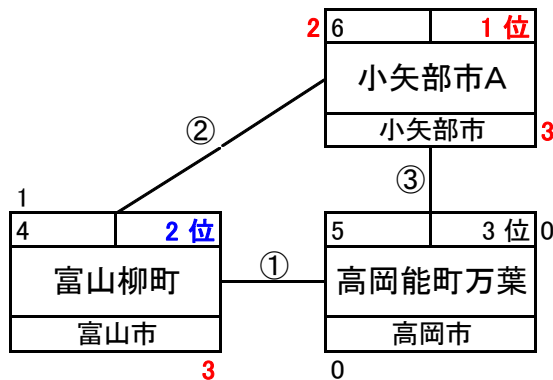 2 6 1 位
小矢部市A
小矢部市 3
②
③
1
4 2 位
富山柳町
富山市
3
①
5 3 位 0
高岡能町万葉
高岡市
0